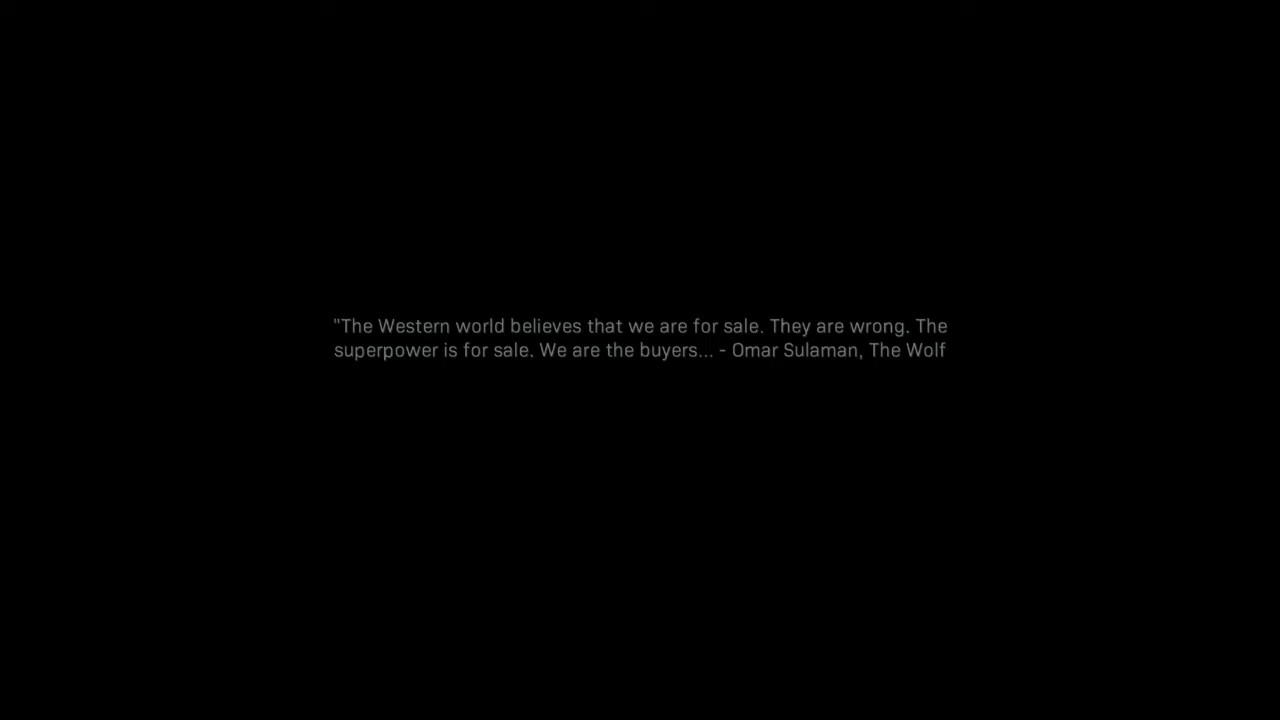 "The Western world believes that we are for sale. They are wrong. The
superpower is for sale. We are the buyers... - Omar Sulaman, The Wolf